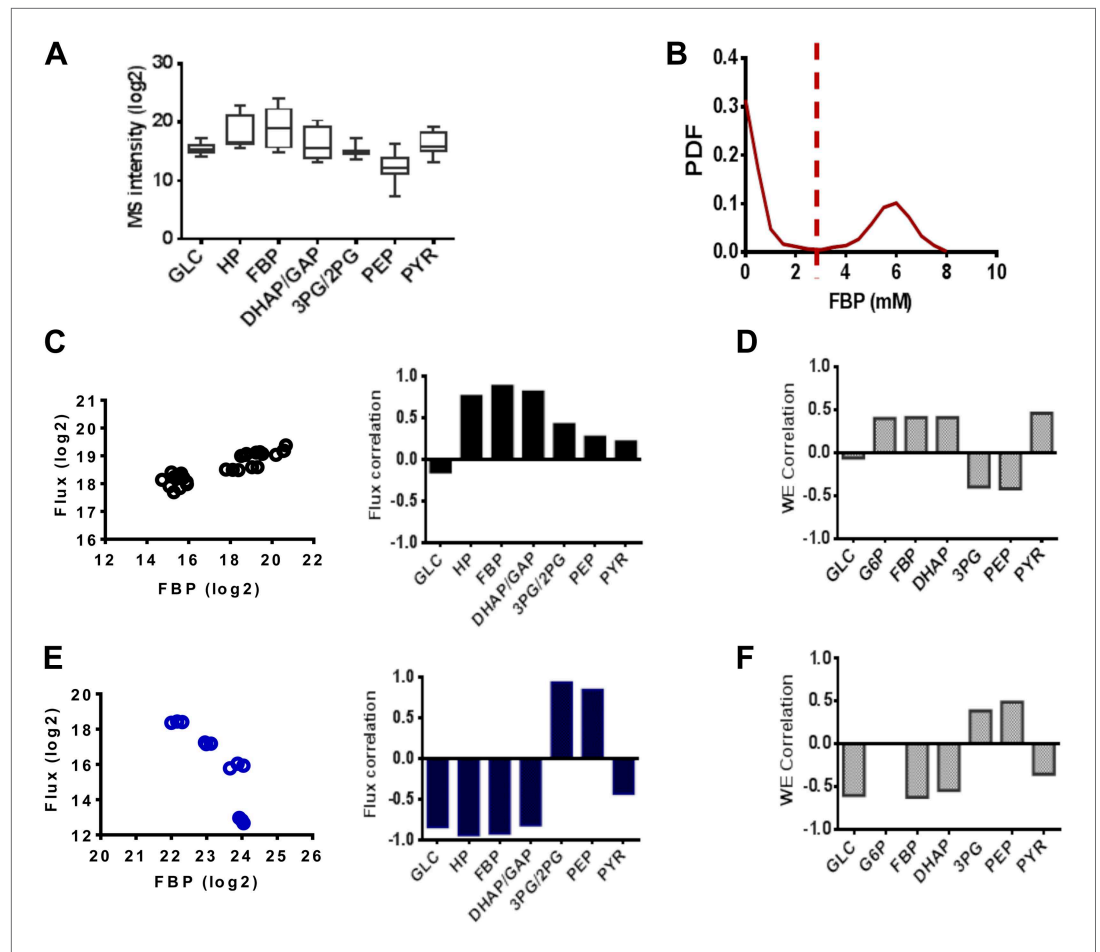 A
MS intensity (log2)
30
20
10
0
GLC
HP
FBP
DHAP/GAP
3PG/2PG
PEP
PYR
B
PDF
0.4
0.3
0.2
0.1
0.0
0 2 4 6 8 10
FBP (mM)
C
Flux (log2)
21
20
19
18
17
16
12 14 16 18 20 22
FBP (log2)
Flux correlation
1.0
0.5
0.0
-0.5
-1.0
GLC
HP
FBP
DHAP/GAP
3PG/2PG
PEP
PYR
D
WE Correlation
1.0
0.5
0.0
-0.5
-1.0
GLC
G6P
FBP
DHAP
3PG
PEP
PYR
E
Flux (log2)
20
18
16
14
12
20 21 22 23 24 25 26
FBP (log2)
Flux correlation
1.0
0.5
0.0
-0.5
-1.0
GLC
HP
FBP
DHAP/GAP
3PG/2PG
PEP
PYR
F
WE Correlation
1.0
0.5
0.0
-0.5
-1.0
GLC
G6P
FBP
DHAP
3PG
PEP
PYR